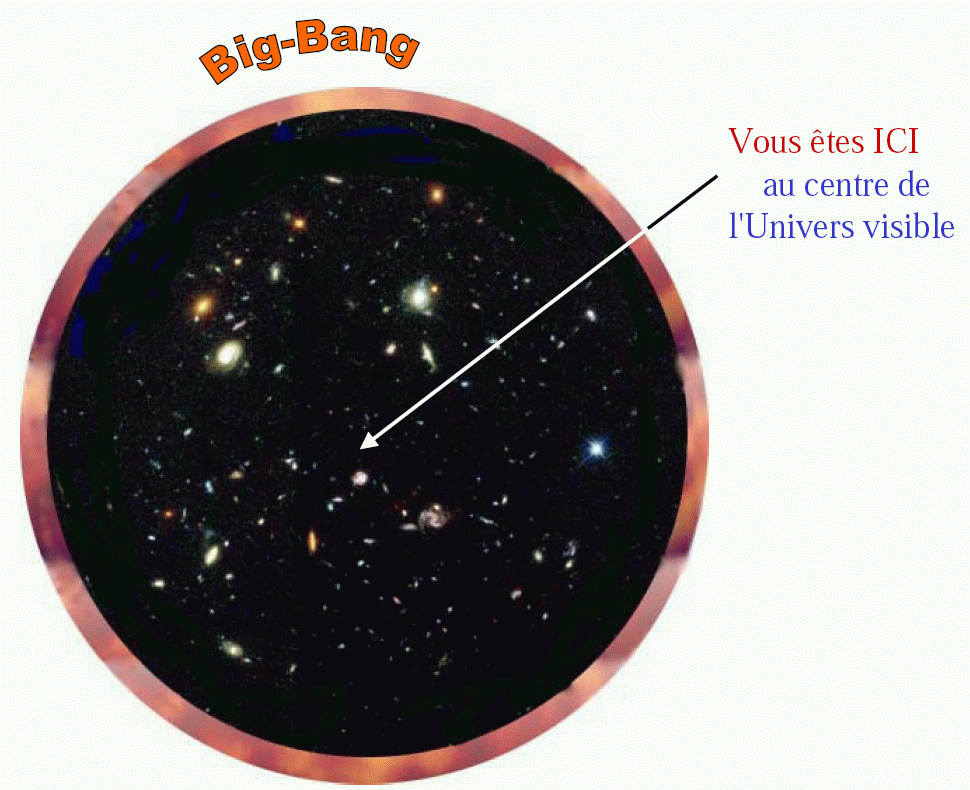 Big-Bang
Vous êtes ICI
au centre de
l'Univers visible